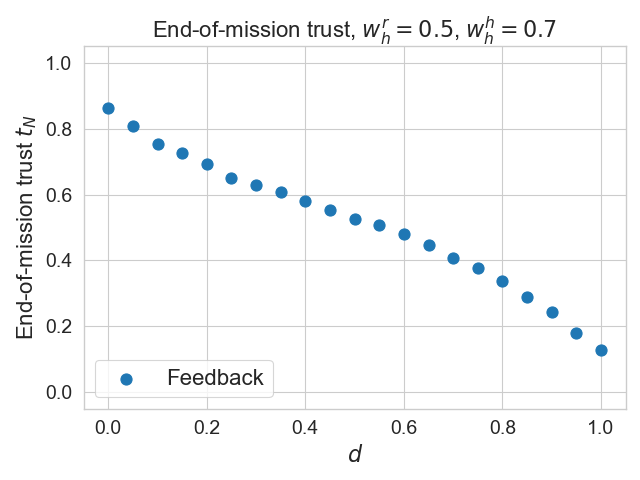 End-of-mission trust, $w_h^r = 0.5$, $w_h^h = 0.7$
End-of-mission trust $t_N$
1.0
0.8
0.6
0.4
0.2
0.0
Feedback
0.0 0.2 0.4 0.6 0.8 1.0
d